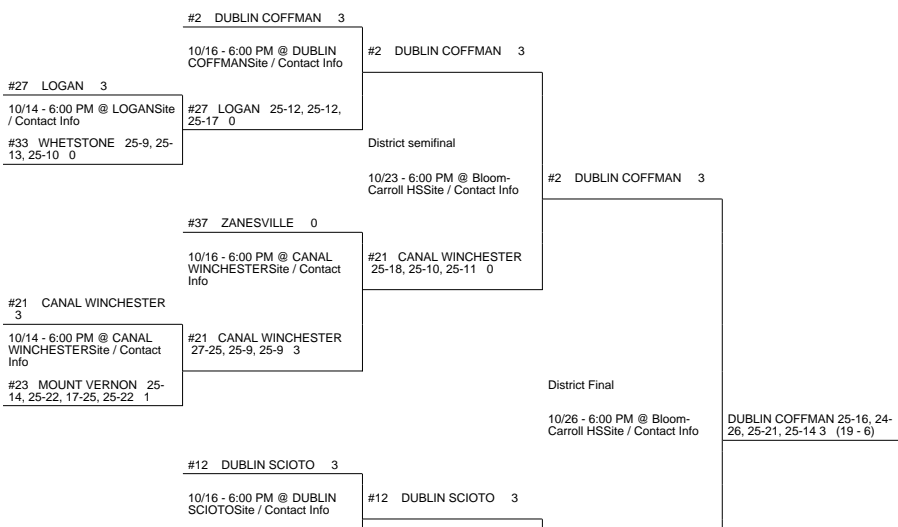 #2 DUBLIN COFFMAN 3
10/16 - 6:00 PM @ DUBLIN
COFFMANSite / Contact Info
#2 DUBLIN COFFMAN 3
#27 LOGAN 3
10/14 - 6:00 PM @ LOGANSite
/ Contact Info
#27 LOGAN 25-12, 25-12,
25-17 0
#33 WHETSTONE 25-9, 25-
13, 25-10 0
District semifinal
10/23 - 6:00 PM @ Bloom-
Carroll HSSite / Contact Info
#2 DUBLIN COFFMAN 3
#37 ZANESVILLE 0
10/16 - 6:00 PM @ CANAL
WINCHESTERSite / Contact
Info
#21 CANAL WINCHESTER
25-18, 25-10, 25-11 0
#21 CANAL WINCHESTER
3
10/14 - 6:00 PM @ CANAL
WINCHESTERSite / Contact
Info
#21 CANAL WINCHESTER
27-25, 25-9, 25-9 3
#23 MOUNT VERNON 25-
14, 25-22, 17-25, 25-22 1
District Final
10/26 - 6:00 PM @ Bloom-
Carroll HSSite / Contact Info
DUBLIN COFFMAN 25-16, 24-
26, 25-21, 25-14 3 (19 - 6)
#12 DUBLIN SCIOTO 3
10/16 - 6:00 PM @ DUBLIN
SCIOTOSite / Contact Info
#12 DUBLIN SCIOTO 3